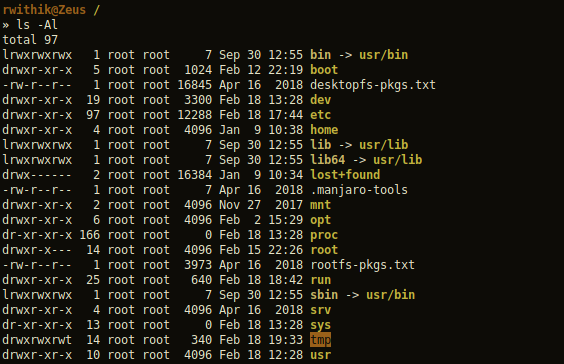 rwithik@Zeus /
» ls -Al
total 97
lrwxrwxrwx   1 root root     7 Sep 30 12:55 bin -> usr/bin
drwxr-xr-x   5 root root  1024 Feb 12 22:19 boot
-rw-r--r--   1 root root 16845 Apr 16  2018 desktopfs-pkgs.txt
drwxr-xr-x  19 root root  3300 Feb 18 13:28 dev
drwxr-xr-x  97 root root 12288 Feb 18 17:44 etc
drwxr-xr-x   4 root root  4096 Jan  9 10:38 home
lrwxrwxrwx   1 root root     7 Sep 30 12:55 lib -> usr/lib
lrwxrwxrwx   1 root root     7 Sep 30 12:55 lib64 -> usr/lib
drwx------   2 root root 16384 Jan  9 10:34 lost+found
-rw-r--r--   1 root root     7 Apr 16  2018 .manjaro-tools
drwxr-xr-x   2 root root  4096 Nov 27  2017 mnt
drwxr-xr-x   6 root root  4096 Feb  2 15:29 opt
dr-xr-xr-x 166 root root     0 Feb 18 13:28 proc
drwxr-x---  14 root root  4096 Feb 15 22:26 root
-rw-r--r--   1 root root  3973 Apr 16  2018 rootfs-pkgs.txt
drwxr-xr-x  25 root root   640 Feb 18 18:42 run
lrwxrwxrwx   1 root root     7 Sep 30 12:55 sbin -> usr/bin
drwxr-xr-x   4 root root  4096 Apr 16  2018 srv
dr-xr-xr-x  13 root root     0 Feb 18 13:28 sys
drwxrwxrwt  14 root root   340 Feb 18 19:33 tmp
drwxr-xr-x  10 root root  4096 Feb 18 12:28 usr